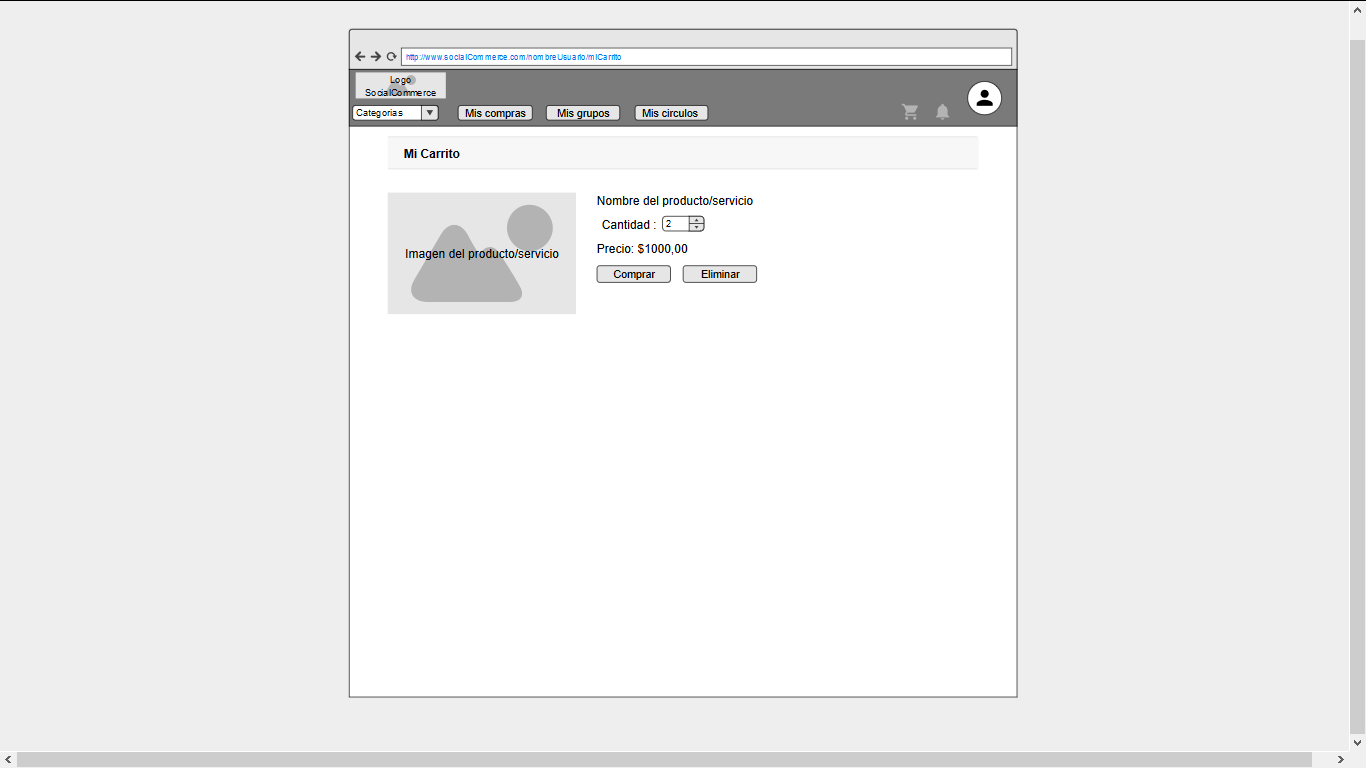 http://www.socialCommerce.com/nombreUsuario/miCarrito
Logo
SocialCommerce
Categorias
Mis compras
Mis grupos
Mis circulos
Mi Carrito
Imagen del producto/servicio
Nombre del producto/servicio
Cantidad : 2
Precio: $1000,00
Comprar
Eliminar